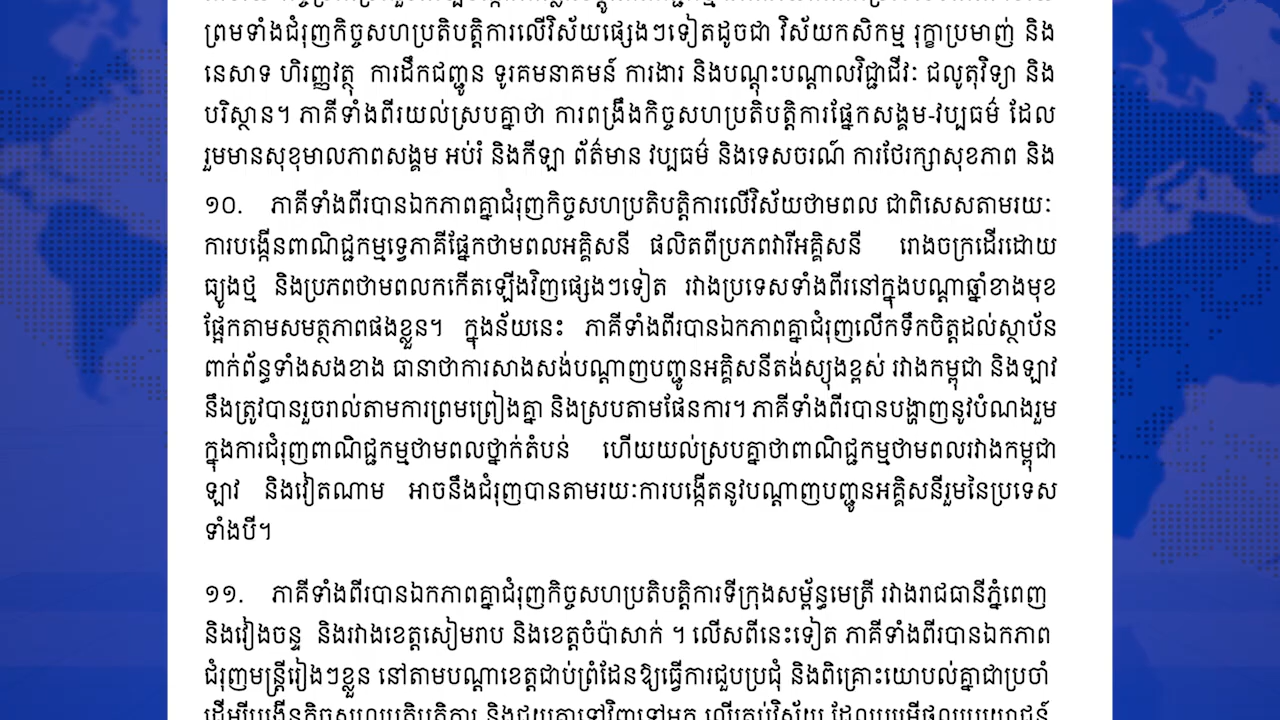 ព្រមទាំងជំរុញកិច្ចសហប្រតិបត្តិការលើវិស័យផ្សេងៗទៀតដូចជា វិស័យកសិកម្ម រុក្ខាប្រមាញ់ និង
នេសាទ ហិរញ្ញវត្ថុ ការដឹកជញ្ជូន ទូរគមនាគមន៍ ការងារ និងបណ្តុះបណ្តាលវិជ្ជាជីវៈ ជលូតុវិទ្យា និង
បរិស្ថាន។ ភាគីទាំងពីរយល់ស្របគ្នាថា ការពង្រឹងកិច្ចសហប្រតិបត្តិការផ្នែកសង្គម-វប្បធម៌ ដែល
រួមមានសុខុមាលភាពសង្គម អប់រំ និងកីឡា ព័ត៌មាន វប្បធម៌ និងទេសចរណ៍ ការថែរក្សាសុខភាព និង
១០. ភាគីទាំងពីរបានឯកភាពគ្នាជំរុញកិច្ចសហប្រតិបត្តិការលើវិស័យថាមពល ជាពិសេសតាមរយៈ
ការបង្កើនពាណិជ្ជកម្មទ្វេភាគីផ្នែកថាមពលអគ្គិសនី ផលិតពីប្រភពវារីអគ្គិសនី រោងចក្រដើរដោយ
ធ្យូងថ្ម និងប្រភពថាមពលកកើតឡើងវិញផ្សេងៗទៀត រវាងប្រទេសទាំងពីរនៅក្នុងបណ្តាឆ្នាំខាងមុខ
ផ្អែកតាមសមត្ថភាពផងខ្លួន។ ក្នុងន័យនេះ ភាគីទាំងពីរបានឯកភាពគ្នាជំរុញលើកទឹកចិត្តដល់ស្ថាប័ន
ពាក់ព័ន្ធទាំងសងខាង ធានាថាការសាងសង់បណ្តាញបញ្ជូនអគ្គិសនីតង់ស្យុងខ្ពស់ រវាងកម្ពុជា និងឡាវ
នឹងត្រូវបានរួចរាល់តាមការព្រមព្រៀងគ្នា និងស្របតាមផែនការ។ ភាគីទាំងពីរបានបង្ហាញនូវបំណងរួម
ក្នុងការជំរុញពាណិជ្ជកម្មថាមពលថ្នាក់តំបន់ ហើយយល់ស្របគ្នាថាពាណិជ្ជកម្មថាមពលរវាងកម្ពុជា
ឡាវ និងវៀតណាម អាចនឹងជំរុញបានតាមរយៈការបង្កើតនូវបណ្តាញបញ្ជូនអគ្គិសនីរួមនៃប្រទេស
ទាំងបី។
១១. ភាគីទាំងពីរបានឯកភាពគ្នាជំរុញកិច្ចសហប្រតិបត្តិការទីក្រុងសម្ព័ន្ធមេត្រី រវាងរាជធានីភ្នំពេញ
និងវៀងចន្ទ និងរវាងខេត្តសៀមរាប និងខេត្តចំប៉ាសាក់ ។ លើសពីនេះទៀត ភាគីទាំងពីរបានឯកភាព
ជំរុញមន្ត្រីរៀងៗខ្លួន នៅតាមបណ្តាខេត្តជាប់ព្រំដែនឱ្យធ្វើការជួបប្រជុំ និងពិគ្រោះយោបល់គ្នាជាប្រចាំ